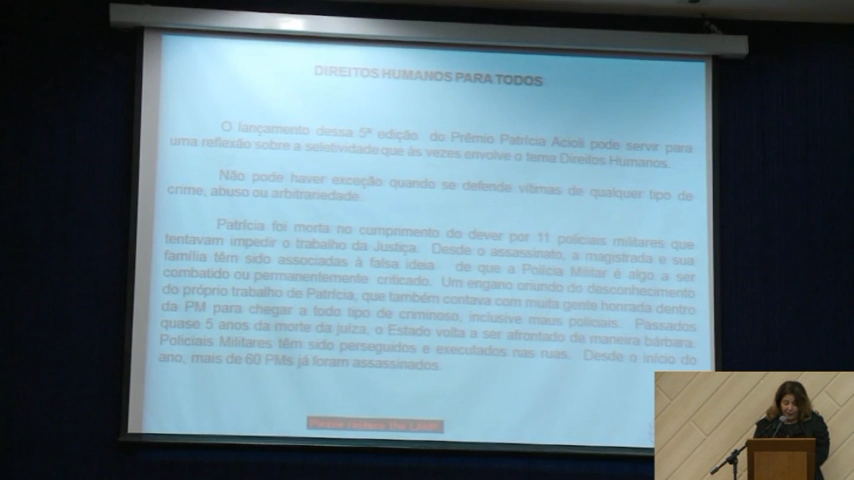 DIREITOS HUMANOS PARA TODOS
O lançamento dessa 5ª edição do Prêmio Patrícia Acioli pode servir para
uma reflexão sobre a seletividade que às vezes envolve o tema Direitos Humanos.
Não pode haver exceção quando se defende vítimas de qualquer tipo de
crime, abuso ou arbitrariedade.
Patrícia foi morta no cumprimento do dever por 11 policiais militares que
tentavam impedir o trabalho da Justiça. Desde o assassinato, a magistrada e sua
família têm sido associadas à falsa ideia de que a Polícia Militar é algo a ser
combatido ou permanentemente criticado. Um engano oriundo do desconhecimento
do próprio trabalho de Patrícia, que também contava com muita gente honrada dentro
da PM para chegar a todo tipo de criminoso, inclusive maus policiais. Passados
quase 5 anos da morte da juíza, o Estado volta a ser afrontado de maneira bárbara.
Policiais Militares têm sido perseguidos e executados nas ruas. Desde o início do
ano, mais de 60 PMs já foram assassinados.
Please replace the LAMP.